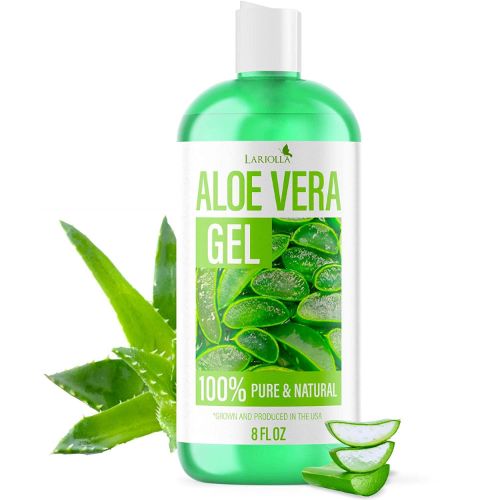 LARIOLLA
ALOE VERA
GEL
100% PURE & NATURAL
*GROWN AND PRODUCED IN THE USA
8 FL OZ